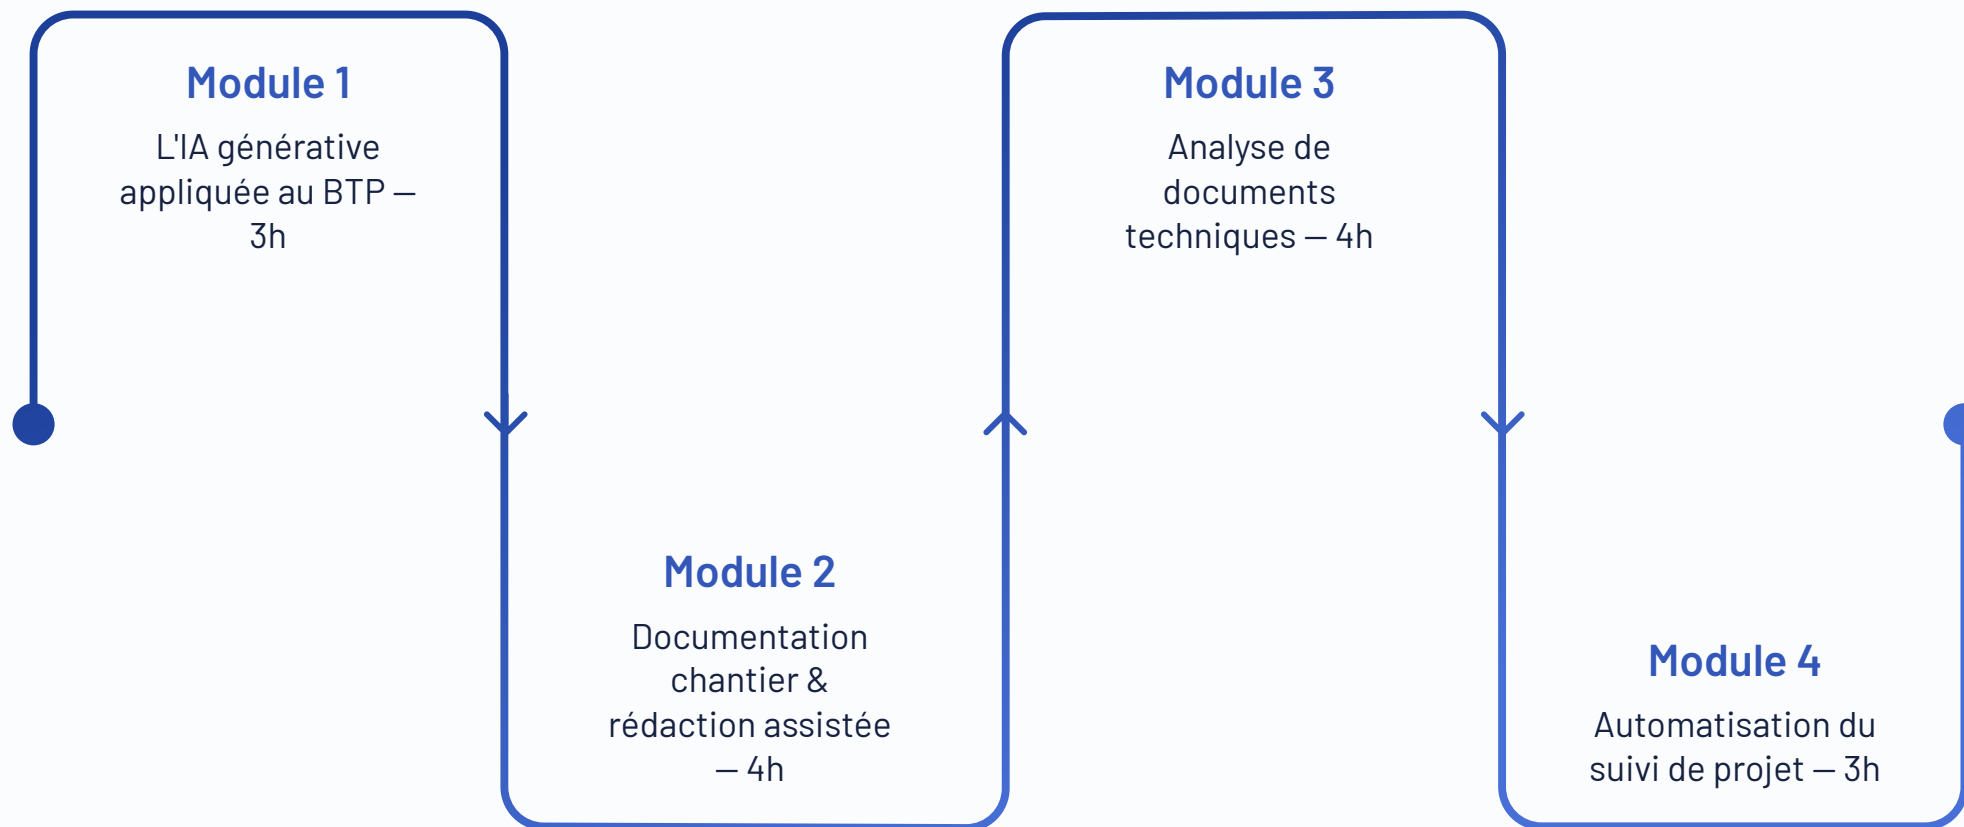 Module 1
L'IA générative
appliquée au BTP —
3h
Module 2
Documentation
chantier &
rédaction assistée
— 4h
Module 3
Analyse de
documents
techniques — 4h
Module 4
Automatisation du
suivi de projet — 3h